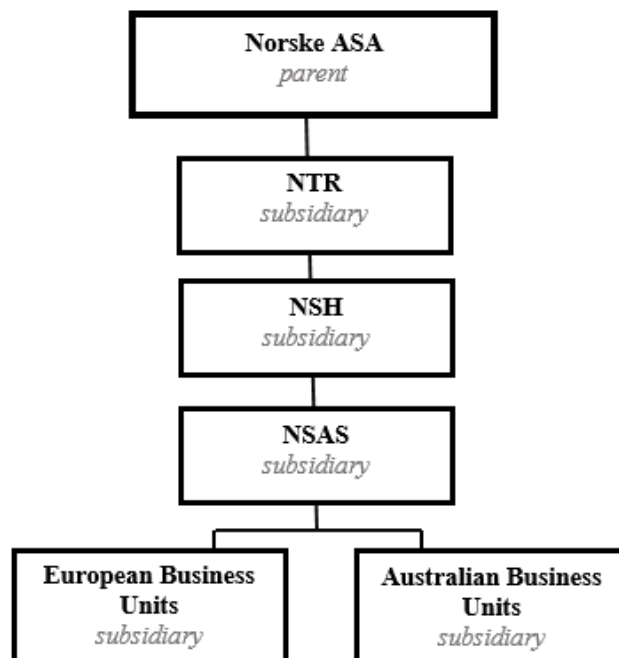 Norske ASA
parent
NTR
subsidiary
NSH
subsidiary
NSAS
subsidiary
European Business
Units
subsidiary
Australian Business
Units
subsidiary